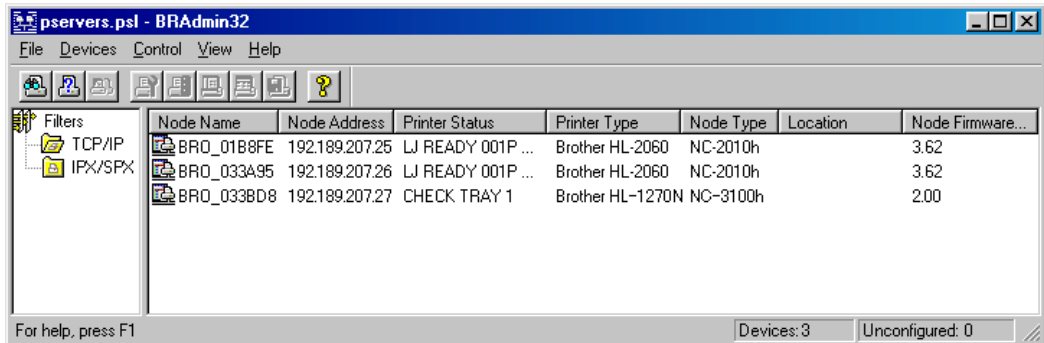 pservers.psl - BRAdmin32
File Devices Control View Help
Filters
TCP/IP
IPX/SPX
Node Name Node Address Printer Status Printer Type Node Type Location Node Firmware...
BRO_01B8FE 192.189.207.25 LJ READY 001P ... Brother HL-2060 NC-2010h 3.62
BRO_033A95 192.189.207.26 LJ READY 001P ... Brother HL-2060 NC-2010h 3.62
BRO_033BD8 192.189.207.27 CHECK TRAY 1 Brother HL-1270N NC-3100h 2.00
For help, press F1 Devices: 3 Unconfigured: 0